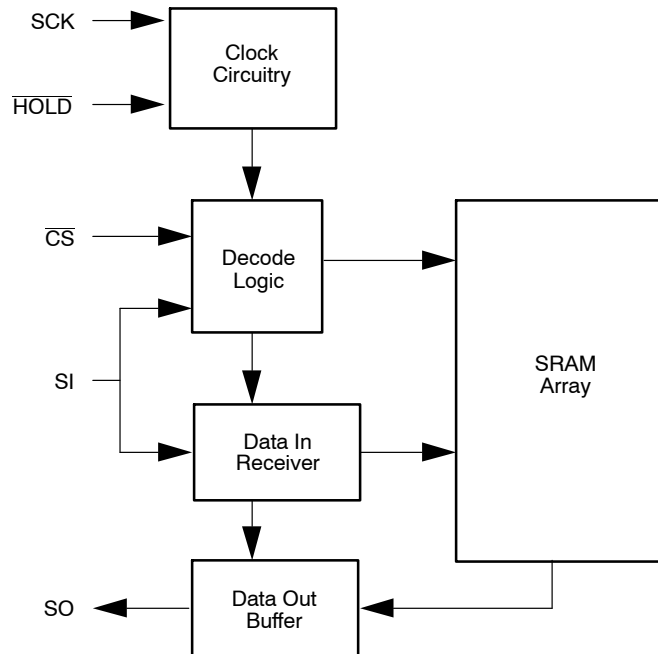 SCK
Clock
Circuitry
HOLD
CS
Decode
Logic
SI
SRAM
Array
Data In
Receiver
SO
Data Out
Buffer